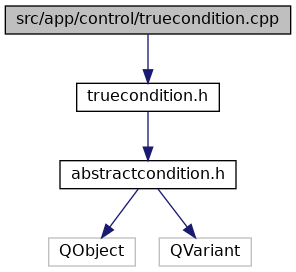 src/app/control/truecondition.cpp
truecondition.h
abstractcondition.h
QObject
QVariant